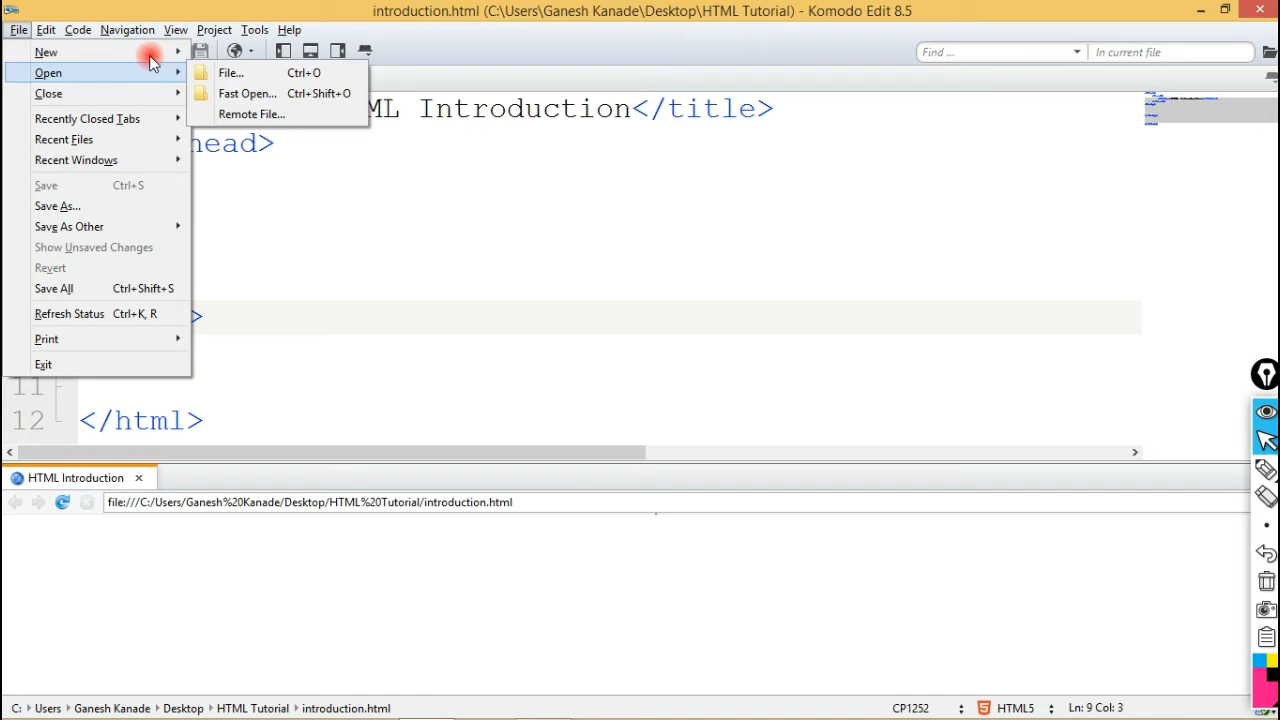 introduction.html (C:\Users\Ganesh Kanade\Desktop\HTML Tutorial) - Komodo Edit 8.5
File Edit Code Navigation View Project Tools Help
Find ... In current file
New
Open
Close
Recently Closed Tabs
Recent Files
Recent Windows
Save Ctrl+S
Save As...
Save As Other
Show Unsaved Changes
Revert
Save All Ctrl+Shift+S
Refresh Status Ctrl+K, R
Print
Exit
File... Ctrl+O
Fast Open... Ctrl+Shift+O
Remote File...
ML Introduction</title>
head>
>
11
12 </html>
HTML Introduction
file:///C:/Users/Ganesh%20Kanade/Desktop/HTML%20Tutorial/introduction.html
C: Users Ganesh Kanade Desktop HTML Tutorial introduction.html CP1252 HTML5 Ln: 9 Col: 3